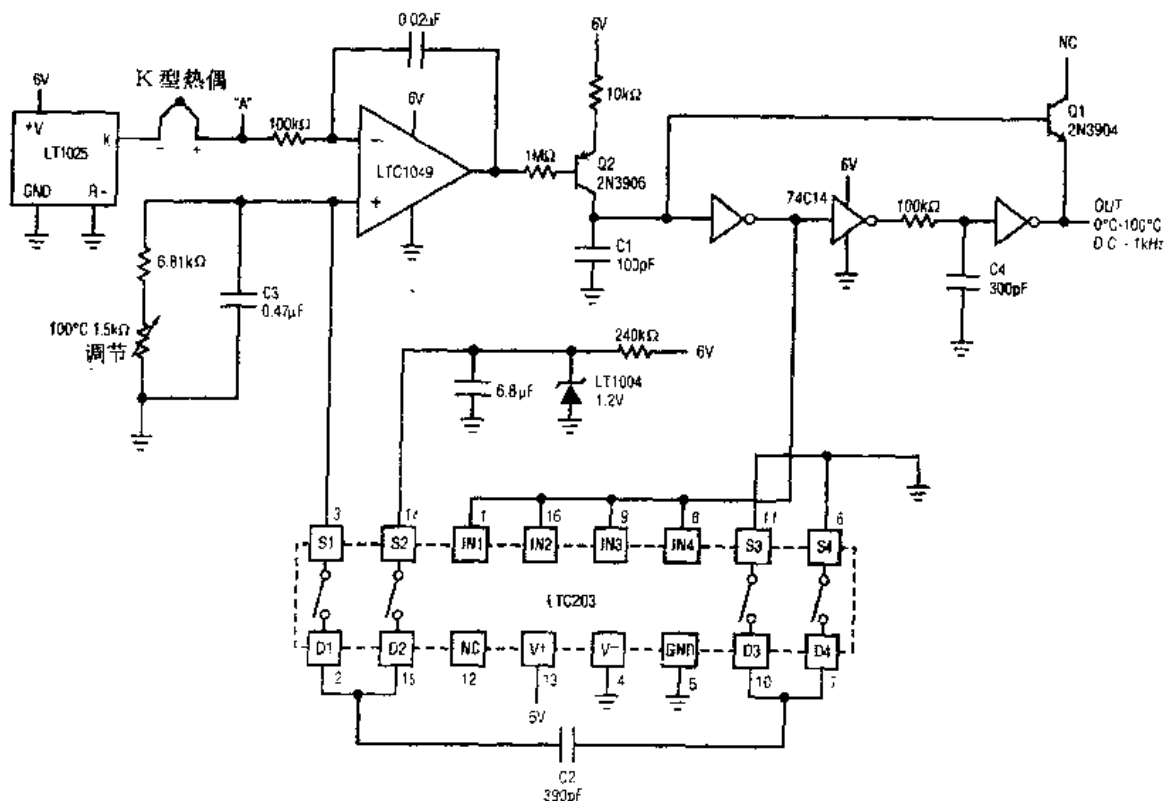 0.02µF
6V
K 型热偶
6V
+V
K
LT1025
GND
R-
- +
"A"
100kΩ
6V
-
LTC1049
+
1MΩ
10kΩ
Q2
2N3906
NC
Q1
2N3904
74C14
6V
100kΩ
OUT
0°C-100°C
C1
100pF
C4
300pF
6.81kΩ
C3
0.47µF
100°C 1.5kΩ
调节
240kΩ
6V
6.8µF
LT1004
1.2V
3
14
1
16
9
8
11
6
S1
S2
IN1
IN2
IN3
IN4
S3
S4
LTC203
D1
D2
NC
V+
V-
GND
D3
D4
2
15
12
13
4
5
10
7
6V
C2
390pF